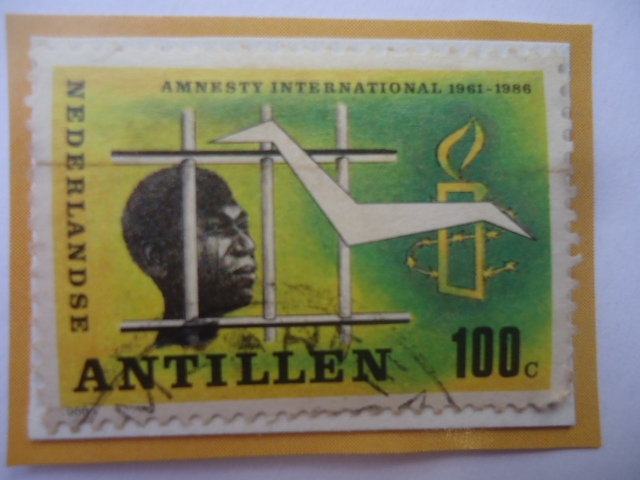 AMNESTY INTERNATIONAL 1961-1986
NEDERLANDSE
ANTILLEN
100c